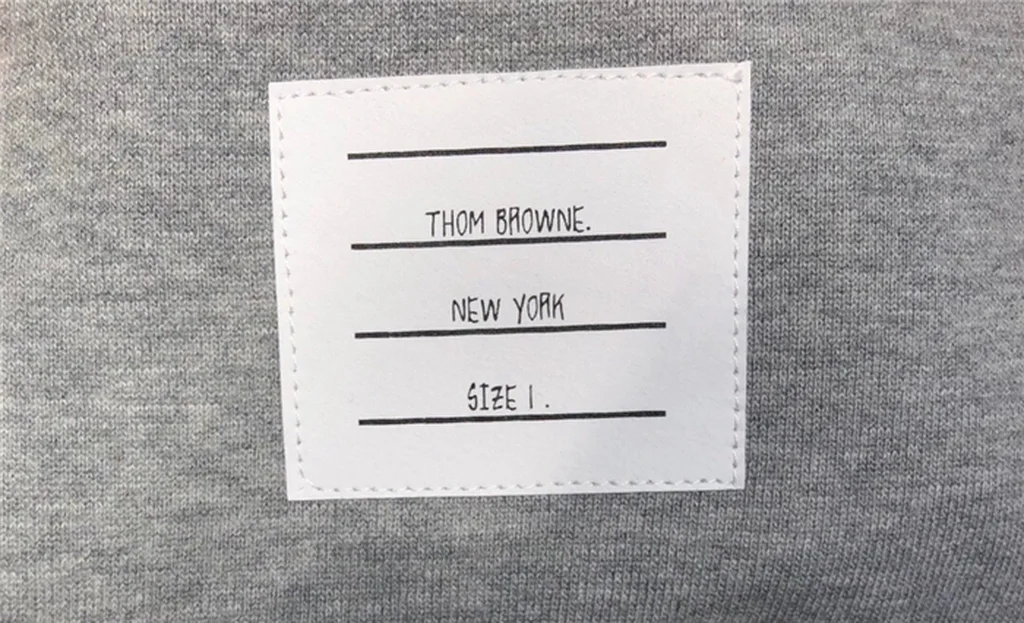 THOM BROWNE.
NEW YORK
SIZE 1.